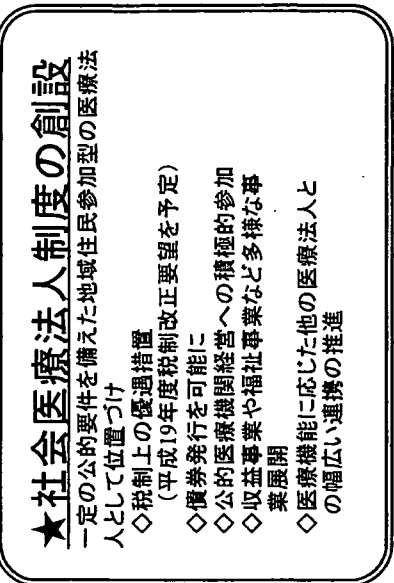 ★社会医療法人制度の創設
一定の公的要件を備えた地域住民参加型の医療法
人として位置づけ
◇税制上の優遇措置
（平成19年度税制改正要望を予定）
◇債券発行を可能に
◇公的医療機関経営への積極的参加
◇収益事業や福祉事業など多様な事
業展開
◇医療機能に応じた他の医療法人と
の幅広い連携の推進